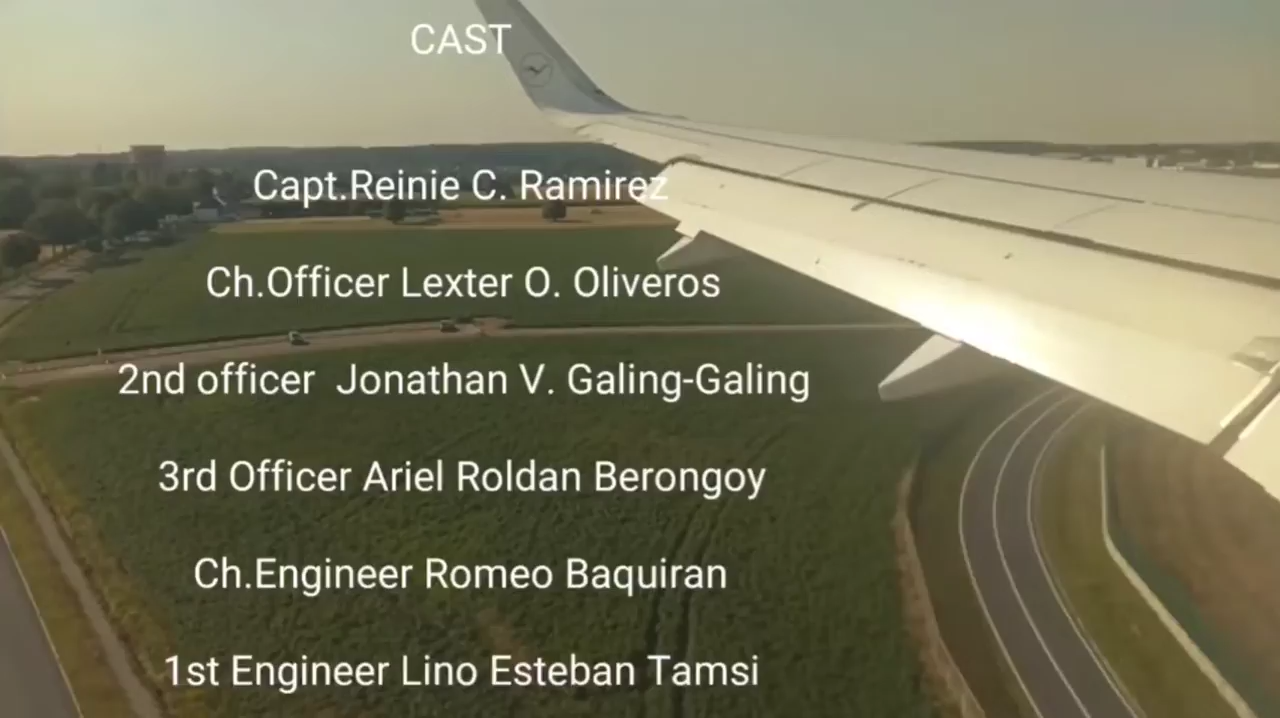 CAST
Capt.Reinie C. Ramirez
Ch.Officer Lexter O. Oliveros
2nd officer  Jonathan V. Galing-Galing
3rd Officer Ariel Roldan Berongoy
Ch.Engineer Romeo Baquiran
1st Engineer Lino Esteban Tamsi